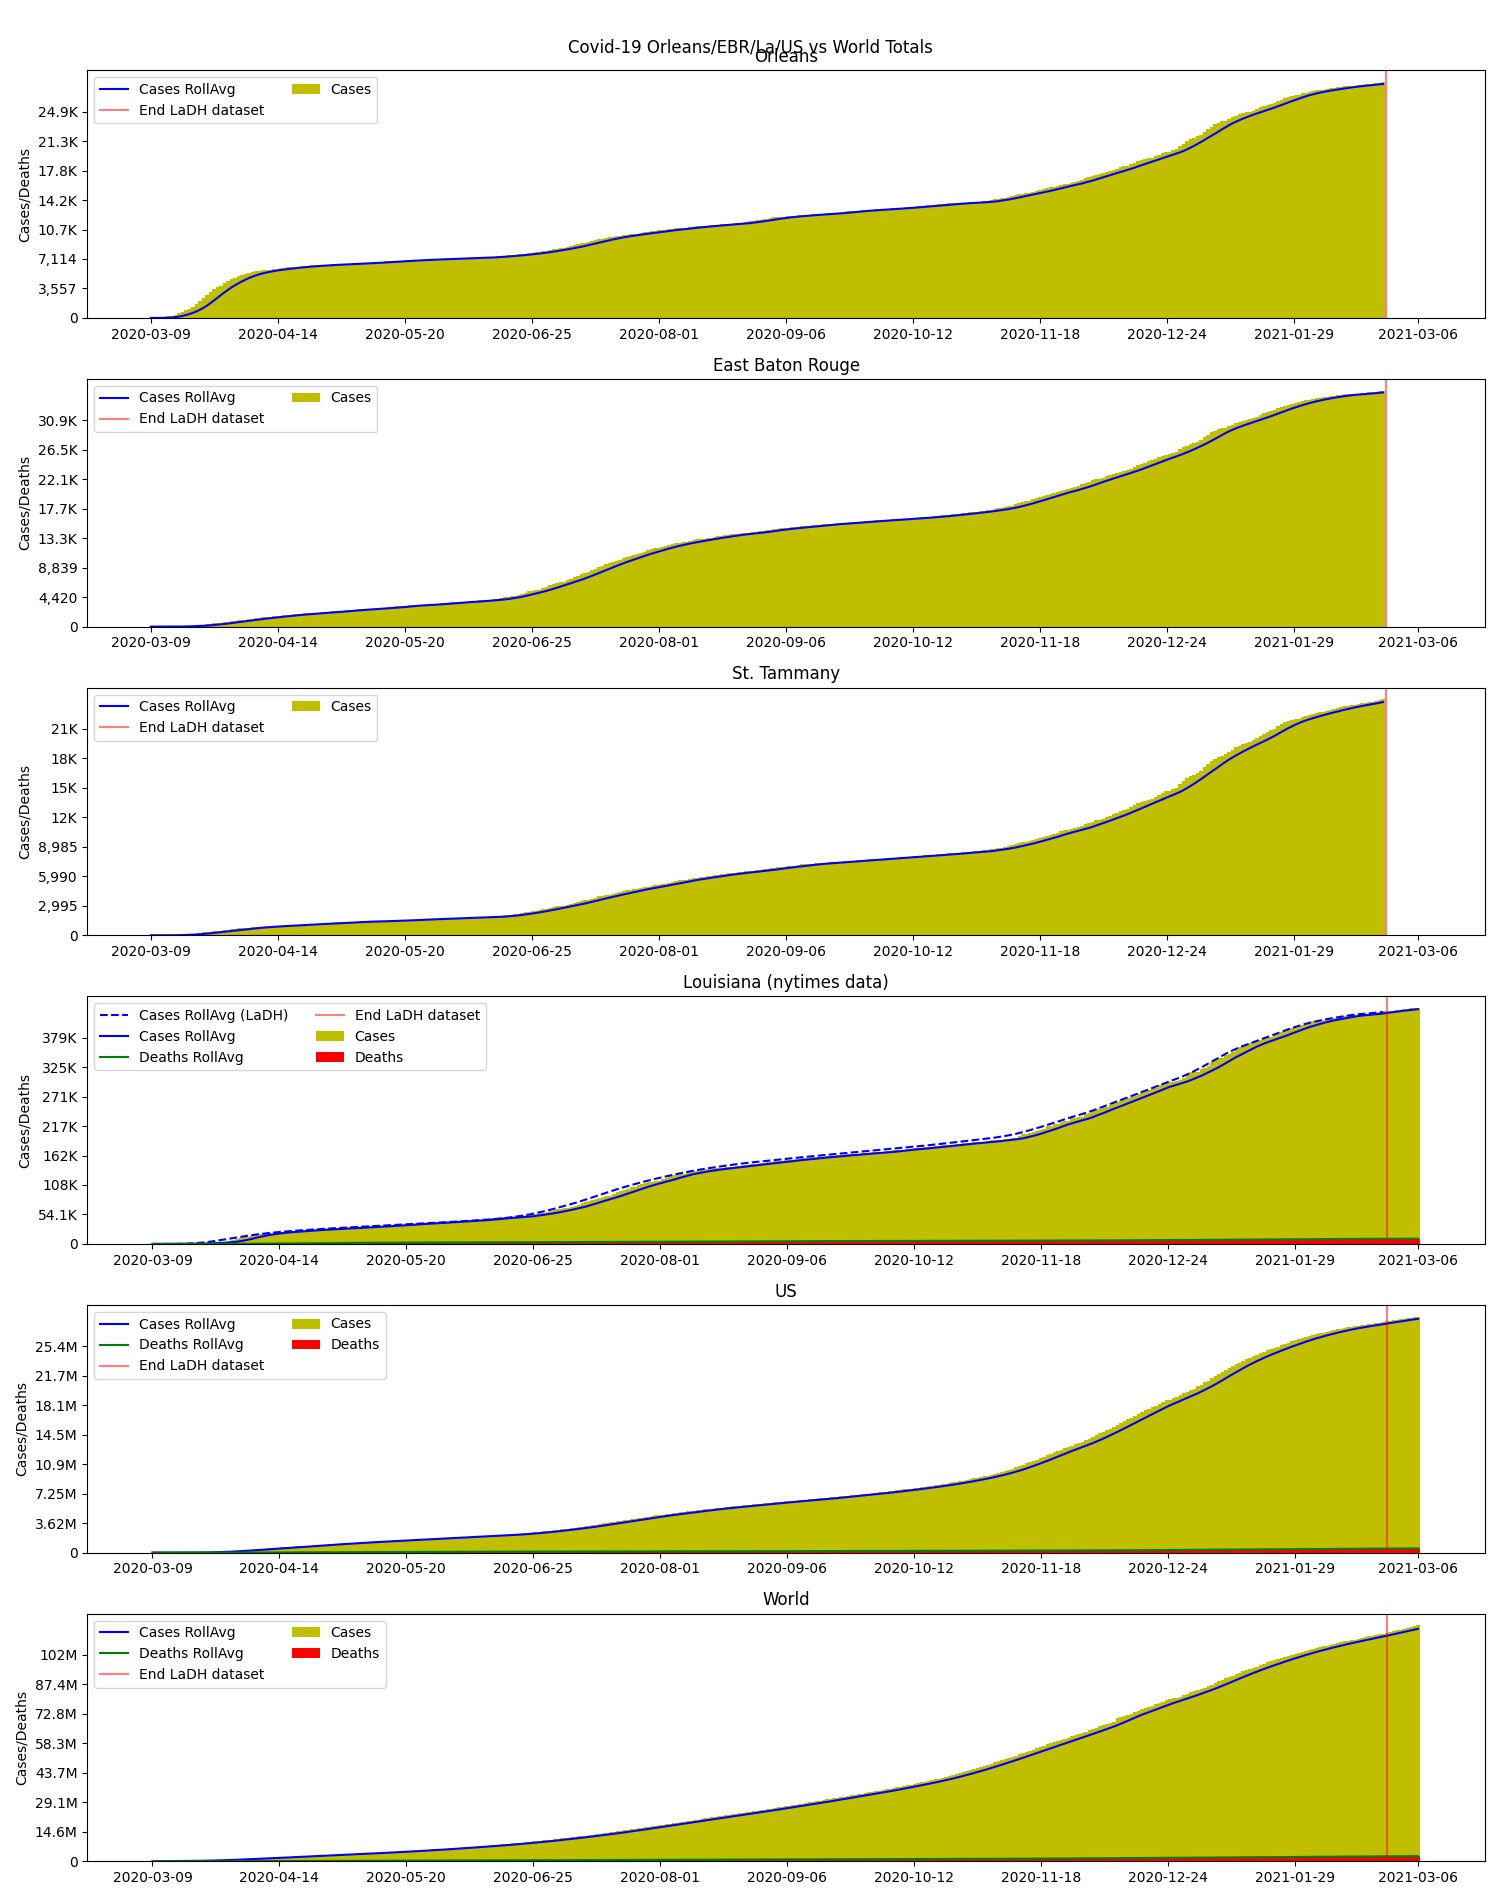 Covid-19 Orleans/EBR/La/US vs World Totals
Orleans
Cases RollAvg
Cases
End LaDH dataset
Cases/Deaths
24.9K
21.3K
17.8K
14.2K
10.7K
7,114
3,557
0
2020-03-09 2020-04-14 2020-05-20 2020-06-25 2020-08-01 2020-09-06 2020-10-12 2020-11-18 2020-12-24 2021-01-29 2021-03-06
East Baton Rouge
Cases RollAvg
Cases
End LaDH dataset
Cases/Deaths
30.9K
26.5K
22.1K
17.7K
13.3K
8,839
4,420
0
2020-03-09 2020-04-14 2020-05-20 2020-06-25 2020-08-01 2020-09-06 2020-10-12 2020-11-18 2020-12-24 2021-01-29 2021-03-06
St. Tammany
Cases RollAvg
Cases
End LaDH dataset
Cases/Deaths
21K
18K
15K
12K
8,985
5,990
2,995
0
2020-03-09 2020-04-14 2020-05-20 2020-06-25 2020-08-01 2020-09-06 2020-10-12 2020-11-18 2020-12-24 2021-01-29 2021-03-06
Louisiana (nytimes data)
Cases RollAvg (LaDH)
Cases RollAvg
Deaths RollAvg
End LaDH dataset
Cases
Deaths
Cases/Deaths
379K
325K
271K
217K
162K
108K
54.1K
0
2020-03-09 2020-04-14 2020-05-20 2020-06-25 2020-08-01 2020-09-06 2020-10-12 2020-11-18 2020-12-24 2021-01-29 2021-03-06
US
Cases RollAvg
Deaths RollAvg
End LaDH dataset
Cases
Deaths
Cases/Deaths
25.4M
21.7M
18.1M
14.5M
10.9M
7.25M
3.62M
0
2020-03-09 2020-04-14 2020-05-20 2020-06-25 2020-08-01 2020-09-06 2020-10-12 2020-11-18 2020-12-24 2021-01-29 2021-03-06
World
Cases RollAvg
Deaths RollAvg
End LaDH dataset
Cases
Deaths
Cases/Deaths
102M
87.4M
72.8M
58.3M
43.7M
29.1M
14.6M
0
2020-03-09 2020-04-14 2020-05-20 2020-06-25 2020-08-01 2020-09-06 2020-10-12 2020-11-18 2020-12-24 2021-01-29 2021-03-06